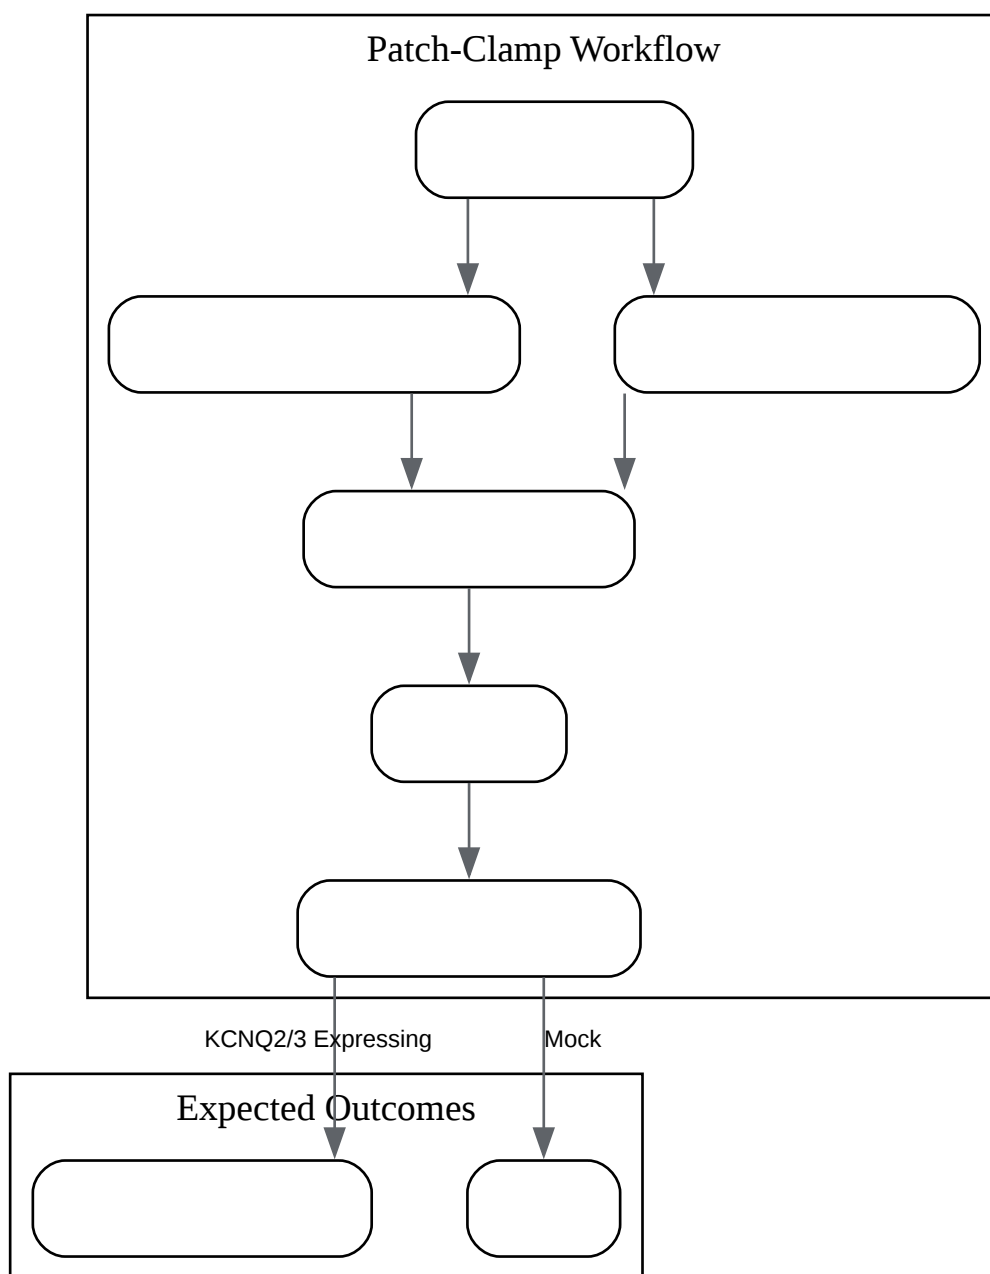 Patch-Clamp Workflow
KCNQ2/3 Expressing
Mock
Expected Outcomes